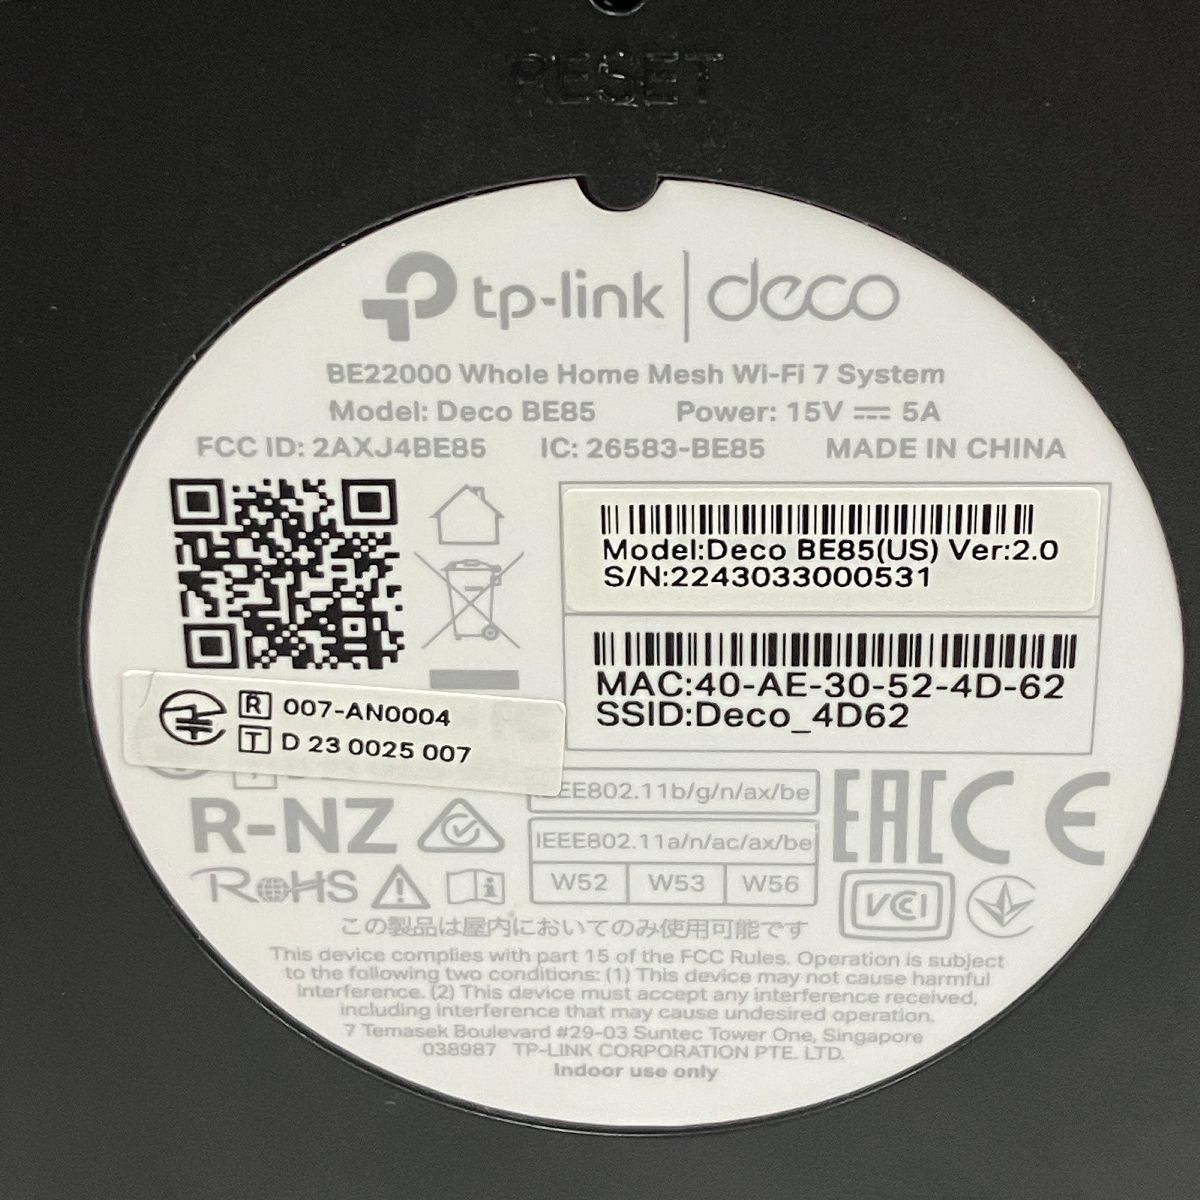 RESET
tp-link | deco
BE22000 Whole Home Mesh Wi-Fi 7 System
Model: Deco BE85 Power: 15V ⎓ 5A
FCC ID: 2AXJ4BE85 IC: 26583-BE85 MADE IN CHINA
Model:Deco BE85(US) Ver:2.0
S/N:2243033000531
MAC:40-AE-30-52-4D-62
SSID:Deco_4D62
R 007-AN0004
T D 23 0025 007
IEEE802.11b/g/n/ax/be
IEEE802.11a/n/ac/ax/be
W52 W53 W56
R-NZ
EAC CE
RoHS
VCCI
この製品は屋内においてのみ使用可能です
This device complies with part 15 of the FCC Rules. Operation is subject
to the following two conditions: (1) This device may not cause harmful
interference. (2) This device must accept any interference received,
including interference that may cause undesired operation.
7 Temasek Boulevard #29-03 Suntec Tower One, Singapore
038987 TP-LINK CORPORATION PTE. LTD.
Indoor use only